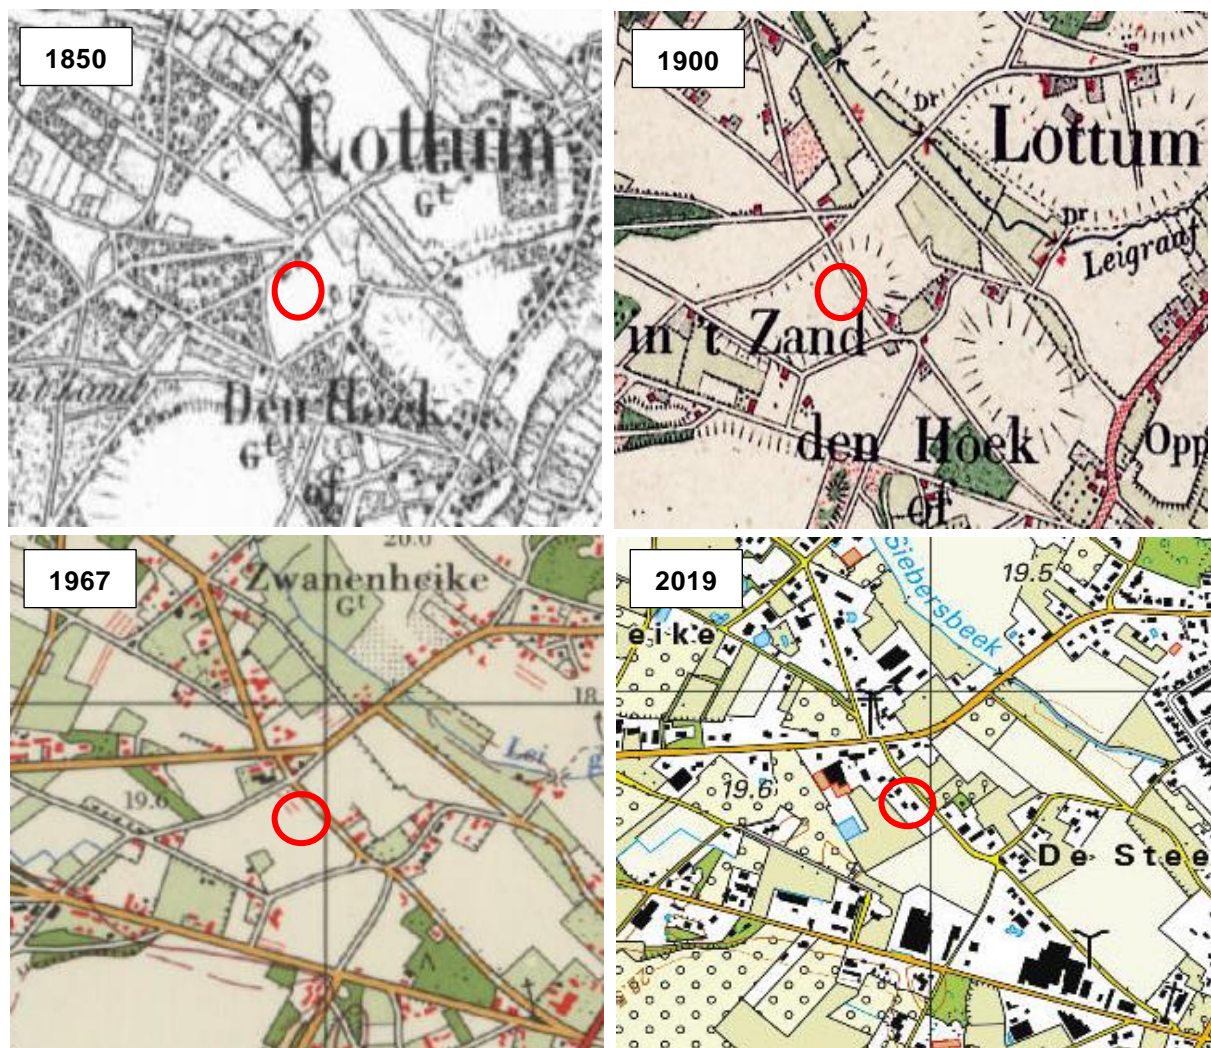 1850
Lottum
Gt
Den Hoek
Gt
of
1900
Dr
Lottum
Dr
Leigraaf
in 't Zand
den Hoek
of
Opp
1967
20.0
Zwanenheike
Gt
18
Lei
g
19.6
2019
Siebersbeek
19.5
eike
19.6
De Stee